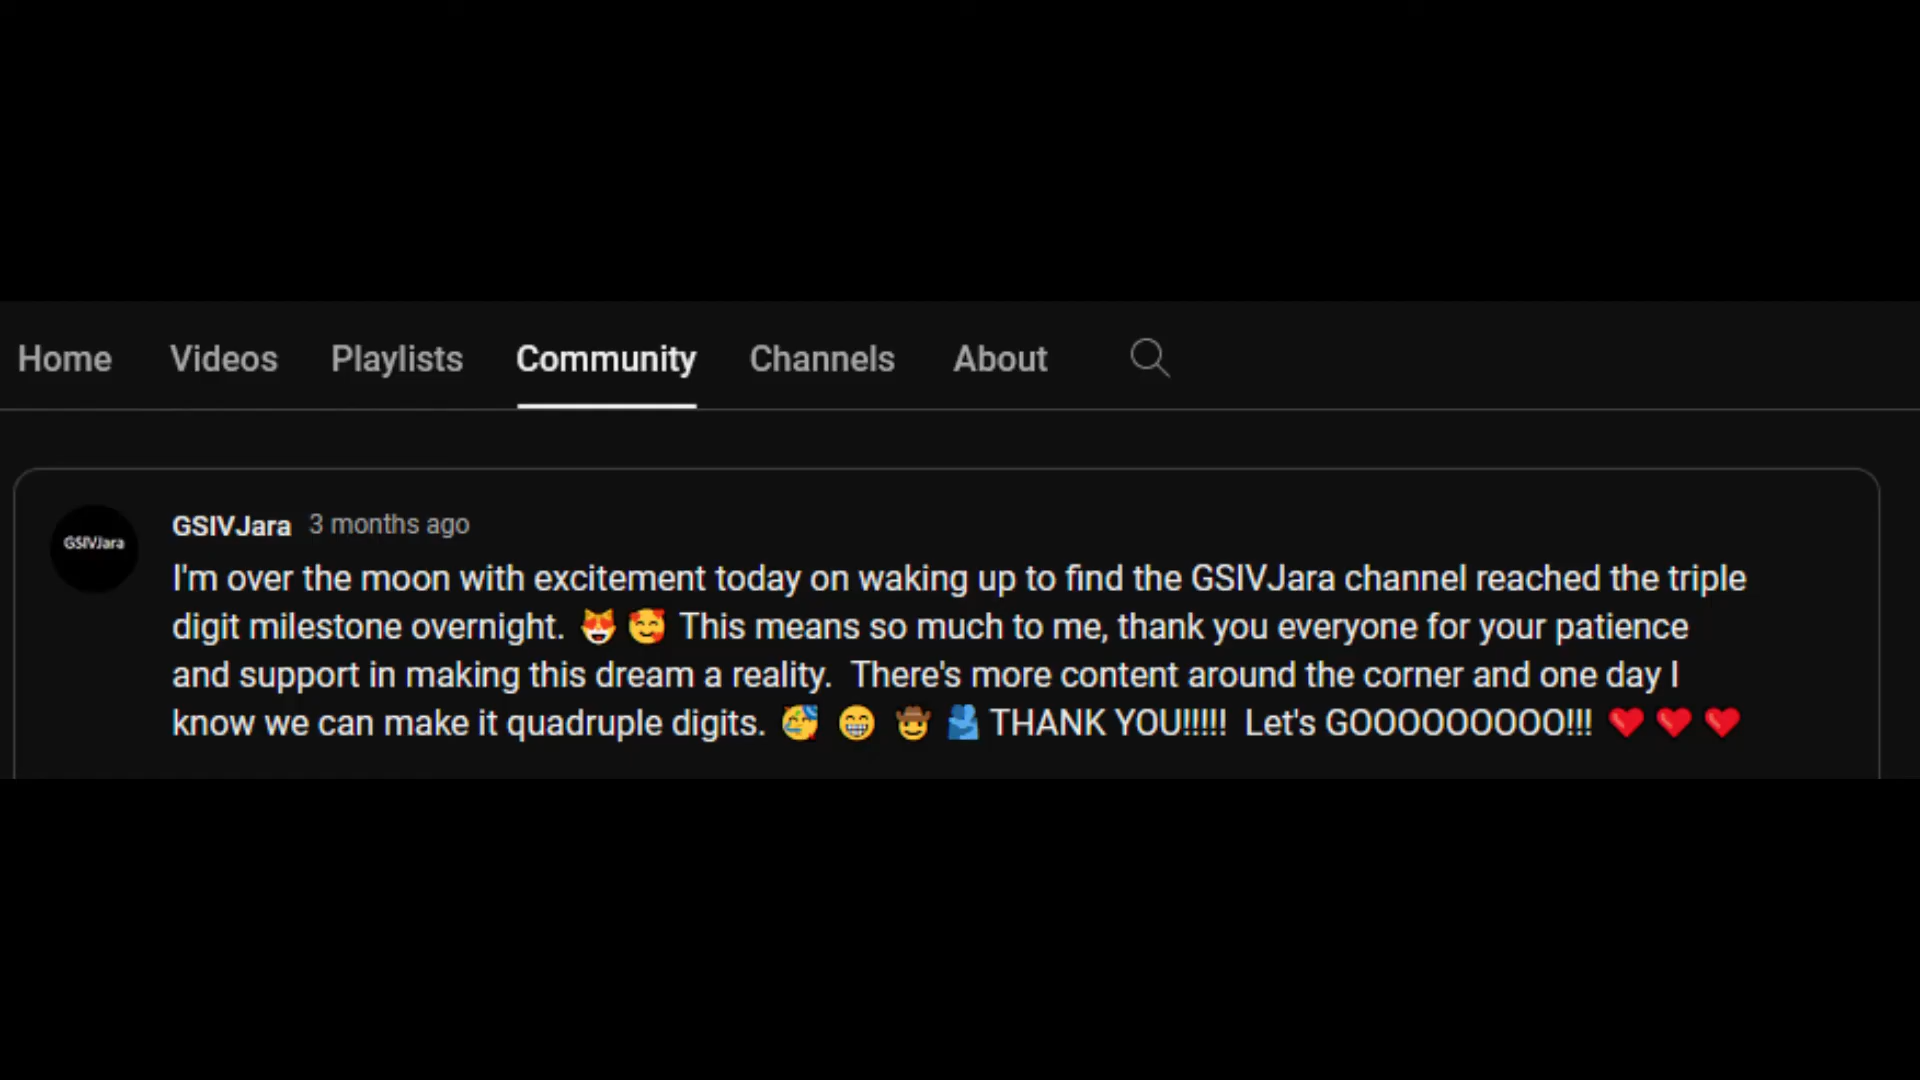 Home Videos Playlists Community Channels About
GSIVJara
GSIVJara 3 months ago
I'm over the moon with excitement today on waking up to find the GSIVJara channel reached the triple
digit milestone overnight. 😻 🥰 This means so much to me, thank you everyone for your patience
and support in making this dream a reality.  There's more content around the corner and one day I
know we can make it quadruple digits. 🥳 😁 🤠 🫂 THANK YOU!!!!!  Let's GOOOOOOOOO!!! ❤️ ❤️ ❤️